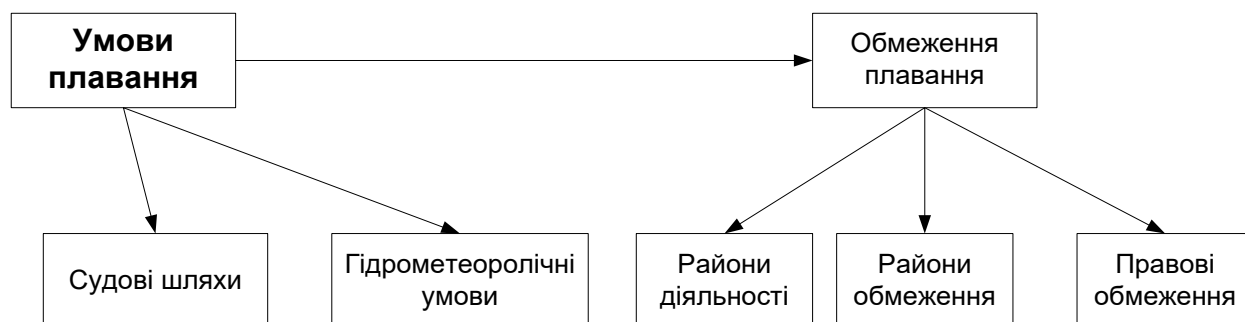 Умови
плавання
Обмеження
плавання
Судові шляхи
Гідрометеоролічні
умови
Райони
діяльності
Райони
обмеження
Правові
обмеження